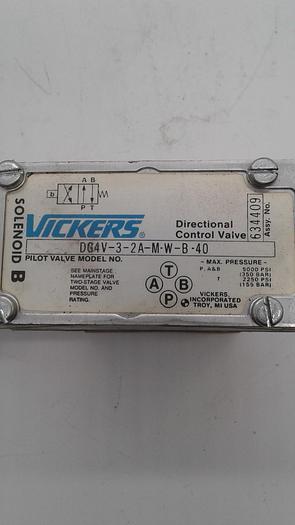 A B
b
P T
SOLENOID B
VICKERS®
Directional
Control Valve
Assy. No.
634409
DG4V-3-2A-M-W-B-40
PILOT VALVE MODEL NO.
SEE MAINSTAGE
NAMEPLATE FOR
TWO-STAGE VALVE
MODEL NO. AND
PRESSURE
RATING.
T
A B
P
- MAX. PRESSURE -
P, A&B 5000 PSI
(350 BAR)
T 2250 PSI
(155 BAR)
VICKERS,
INCORPORATED
TROY, MI USA